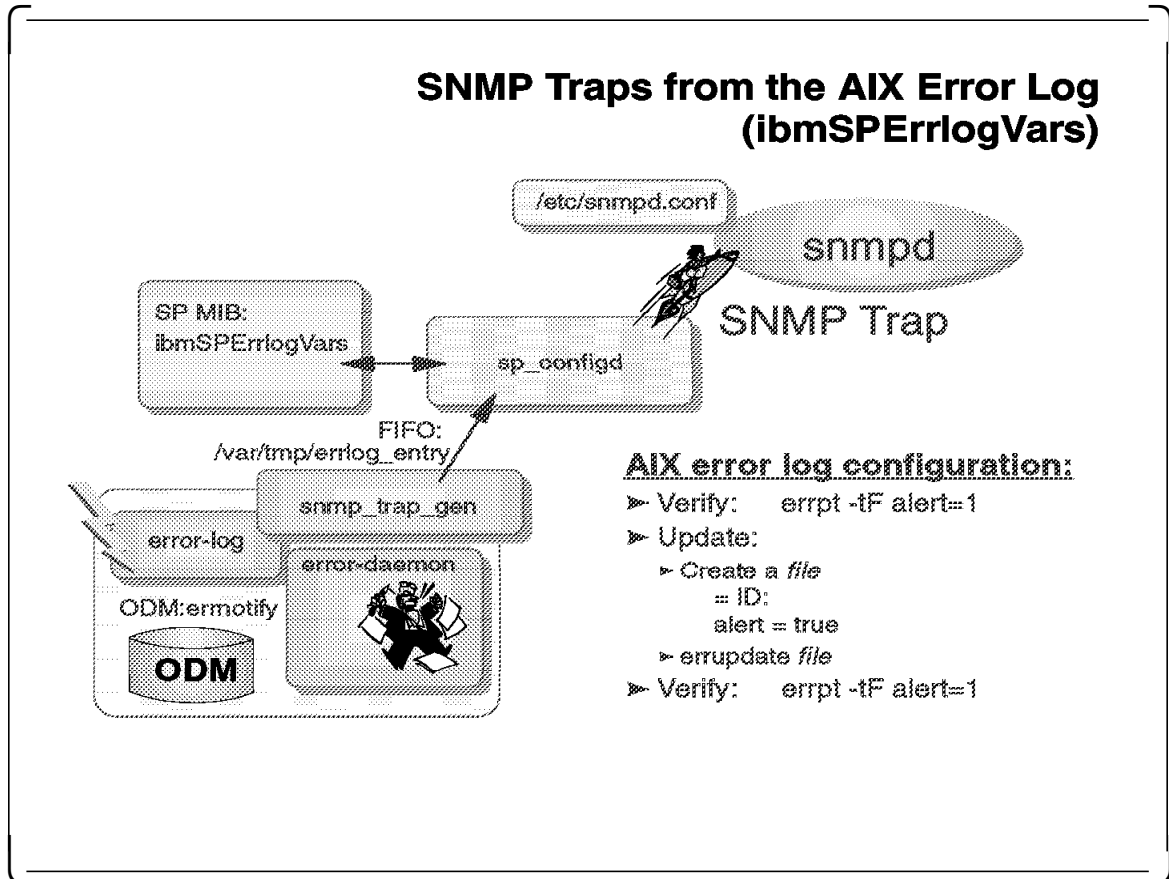 SNMP Traps from the AIX Error Log
(ibmSPErrlogVars)
/etc/snmpd.conf
snmpd
SNMP Trap
SP MIB:
ibmSPErrlogVars
sp_configd
FIFO:
/var/tmp/errlog_entry
snmp_trap_gen
error-log
error-daemon
ODM:errnotify
ODM
AIX error log configuration:
► Verify: errpt -tF alert=1
► Update:
► Create a file
= ID:
alert = true
► errupdate file
► Verify: errpt -tF alert=1